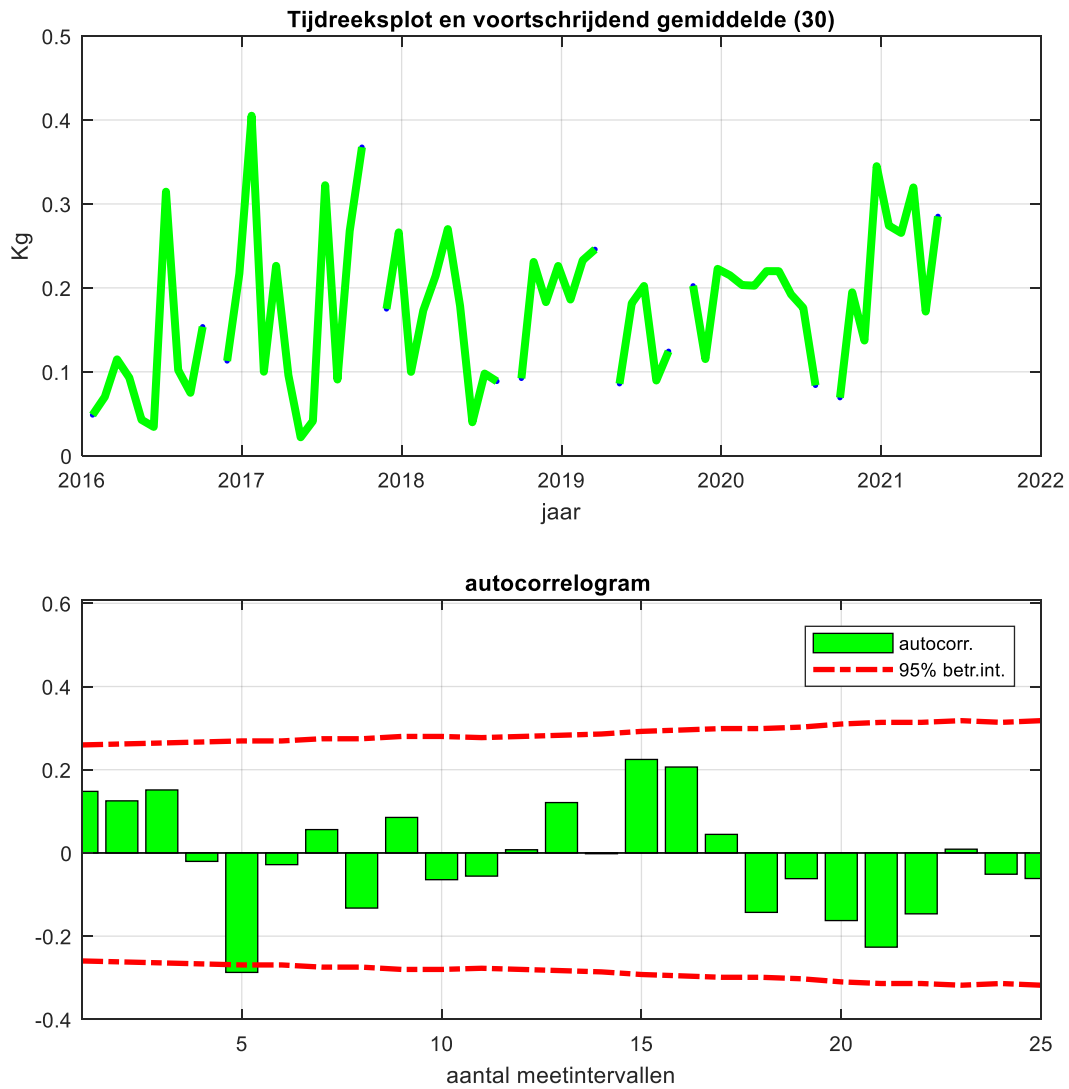 Tijdreeksplot en voortschrijdend gemiddelde (30)
0.5
0.4
0.3
0.2
0.1
0
Kg
2016 2017 2018 2019 2020 2021 2022
jaar
autocorrelogram
0.6
0.4
0.2
0
-0.2
-0.4
autocorr.
95% betr.int.
5 10 15 20 25
aantal meetintervallen